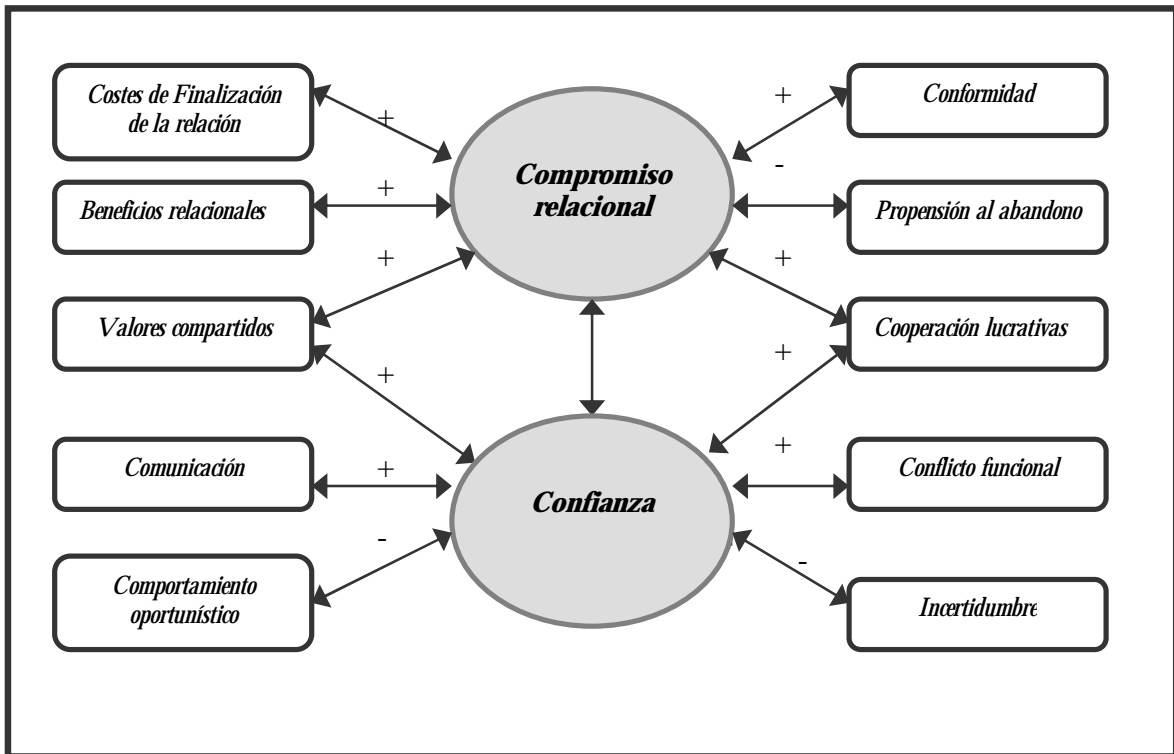 Costes de Finalización
de la relación
+
Beneficios relacionales
+
Valores compartidos
+
+
Comunicación
+
Comportamiento
oportunístico
-
Compromiso
relacional
Confianza
+
Conformidad
-
Propensión al abandono
+
Cooperación lucrativas
+
+
Conflicto funcional
-
Incertidumbre